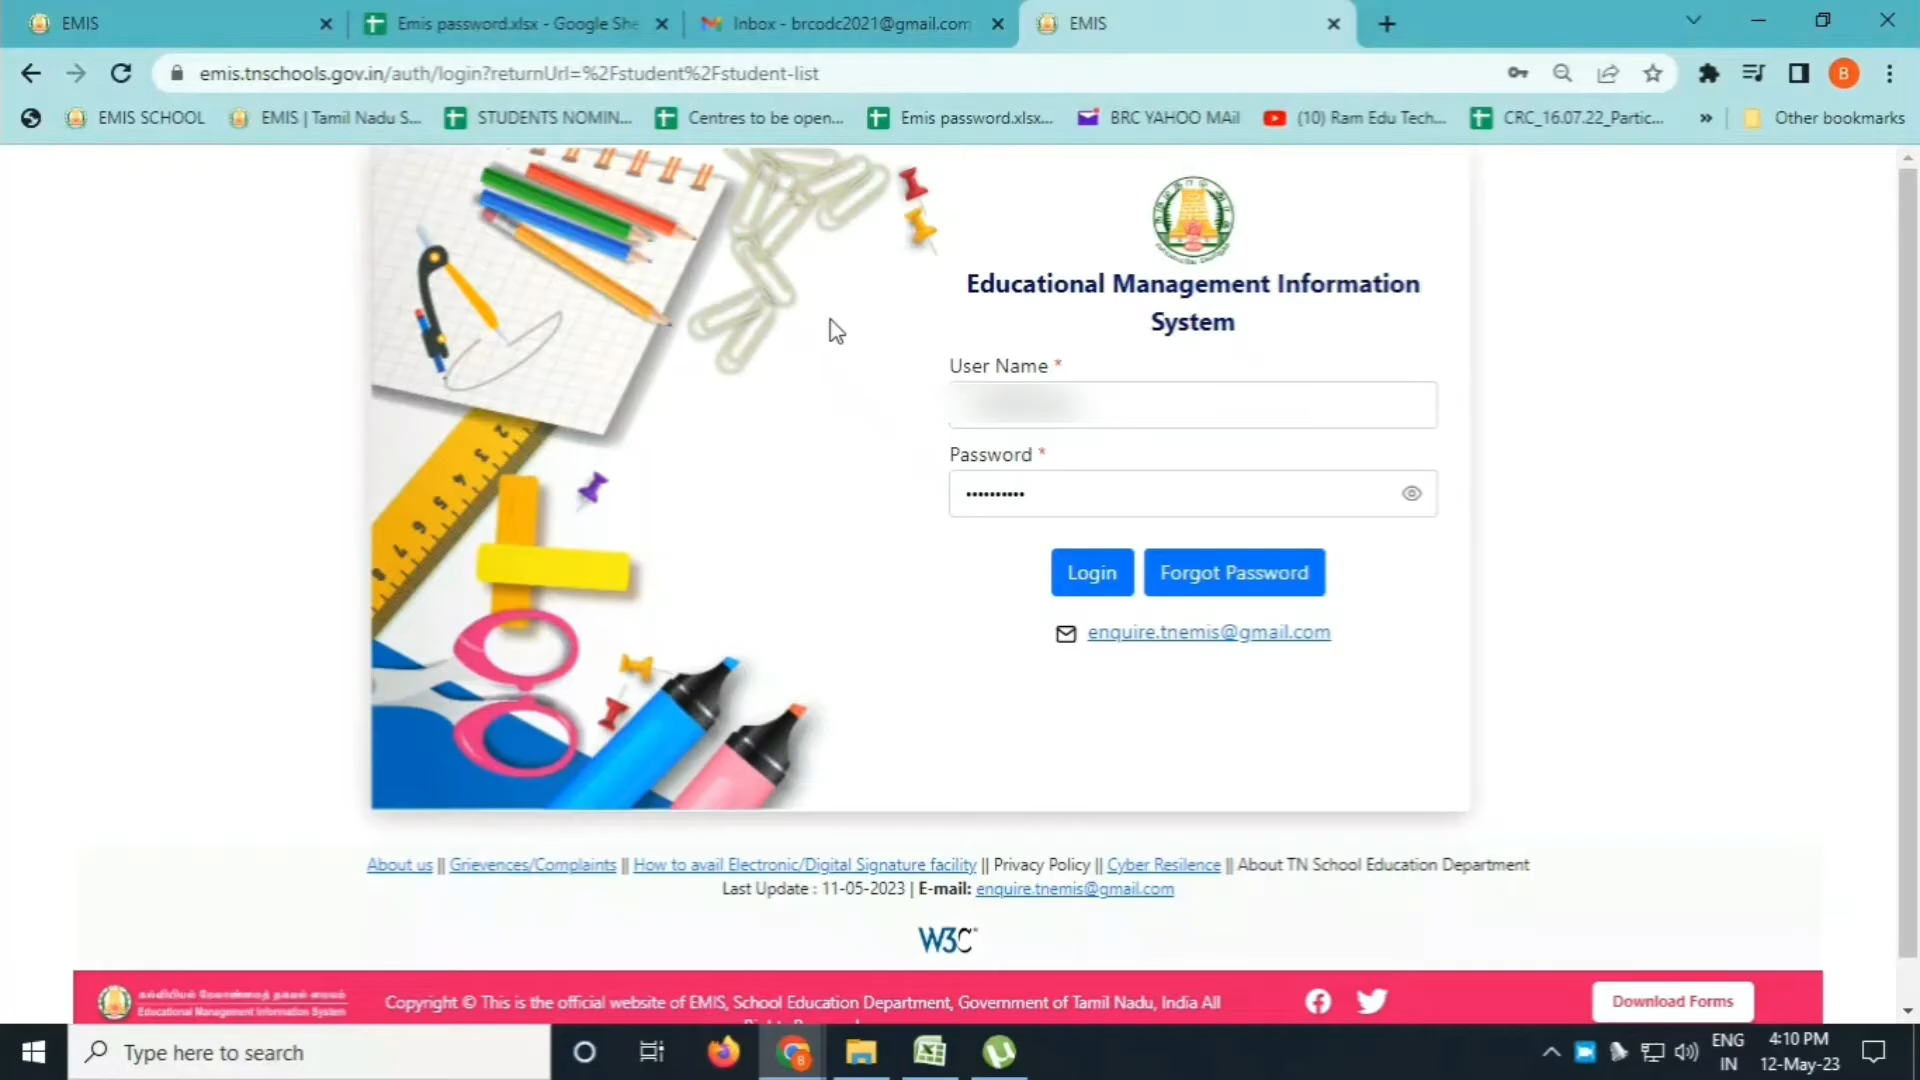 EMIS
Emis password.xlsx - Google She
Inbox - brcodc2021@gmail.com
EMIS
emis.tnschools.gov.in/auth/login?returnUrl=%2Fstudent%2Fstudent-list
B
EMIS SCHOOL
EMIS | Tamil Nadu S...
STUDENTS NOMIN...
Centres to be open...
Emis password.xlsx...
BRC YAHOO MAil
(10) Ram Edu Tech...
CRC_16.07.22_Partic...
»
Other bookmarks
Educational Management Information
System
User Name *
Password *
••••••••••
Login
Forgot Password
enquire.tnemis@gmail.com
About us || Grievences/Complaints || How to avail Electronic/Digital Signature facility || Privacy Policy || Cyber Resilence || About TN School Education Department
Last Update : 11-05-2023 | E-mail: enquire.tnemis@gmail.com
W3C
Educational Management Information System
Copyright © This is the official website of EMIS, School Education Department, Government of Tamil Nadu, India All
Download Forms
Type here to search
ENG
IN
4:10 PM
12-May-23